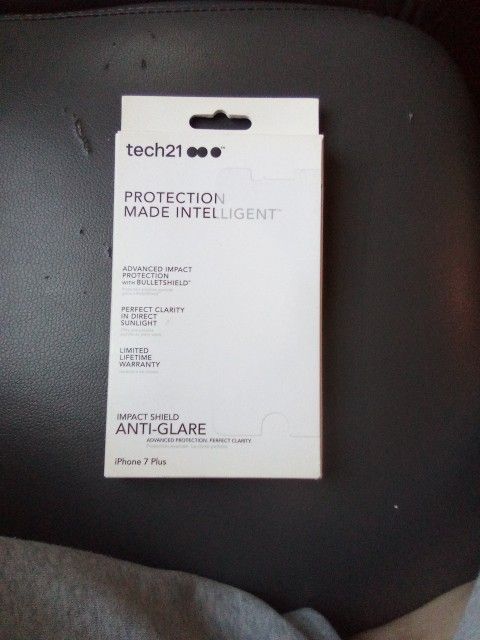 tech21
PROTECTION
MADE INTELLIGENT™
ADVANCED IMPACT
PROTECTION
WITH BULLETSHIELD™
PERFECT CLARITY
IN DIRECT
SUNLIGHT
LIMITED
LIFETIME
WARRANTY
IMPACT SHIELD
ANTI-GLARE
ADVANCED PROTECTION. PERFECT CLARITY.
iPhone 7 Plus